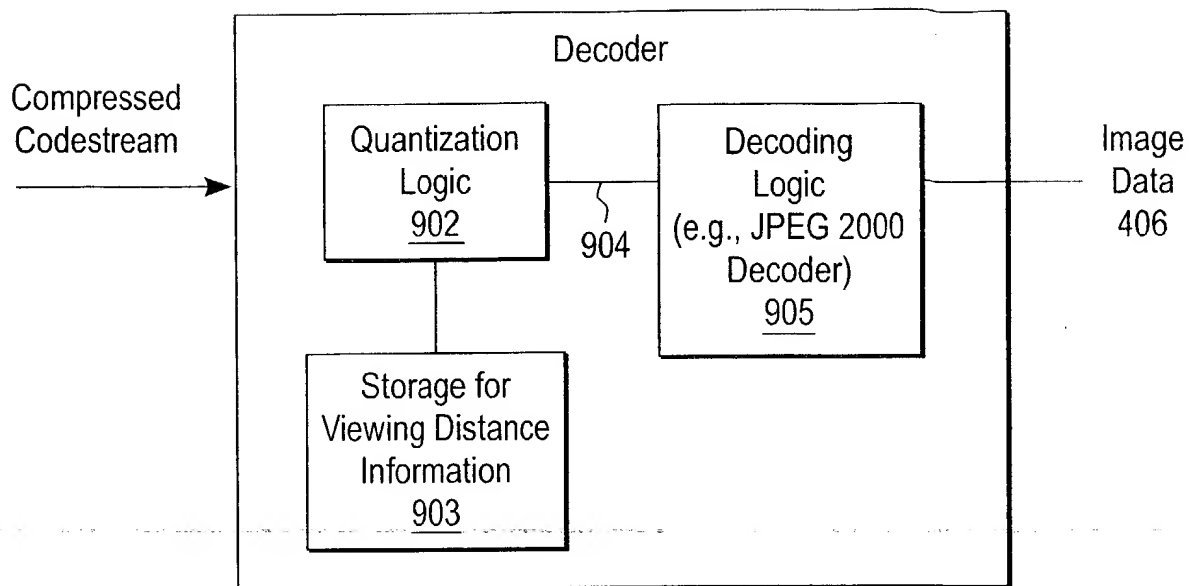 Decoder
Compressed
Codestream
Quantization
Logic
902
904
Decoding
Logic
(e.g., JPEG 2000
Decoder)
905
Image
Data
406
Storage for
Viewing Distance
Information
903